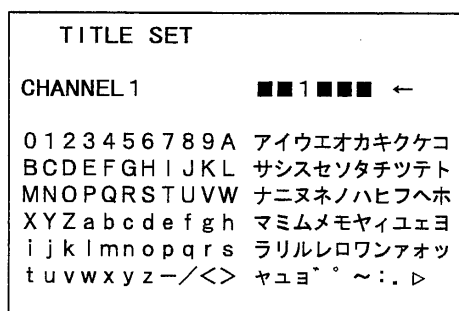 TITLE SET
CHANNEL 1 ■■1■■■ ←
0123456789A アイウエオカキクケコ
BCDEFGHIJKL サシスセソタチツテト
MNOPQRSTUVW ナニヌネノハヒフヘホ
XYZabcdefgh マミムメモヤィユェヨ
ijklmnopqrs ラリルレロワンァォッ
tuvwxyz-/<> ャュョ゛゜~:. ▷